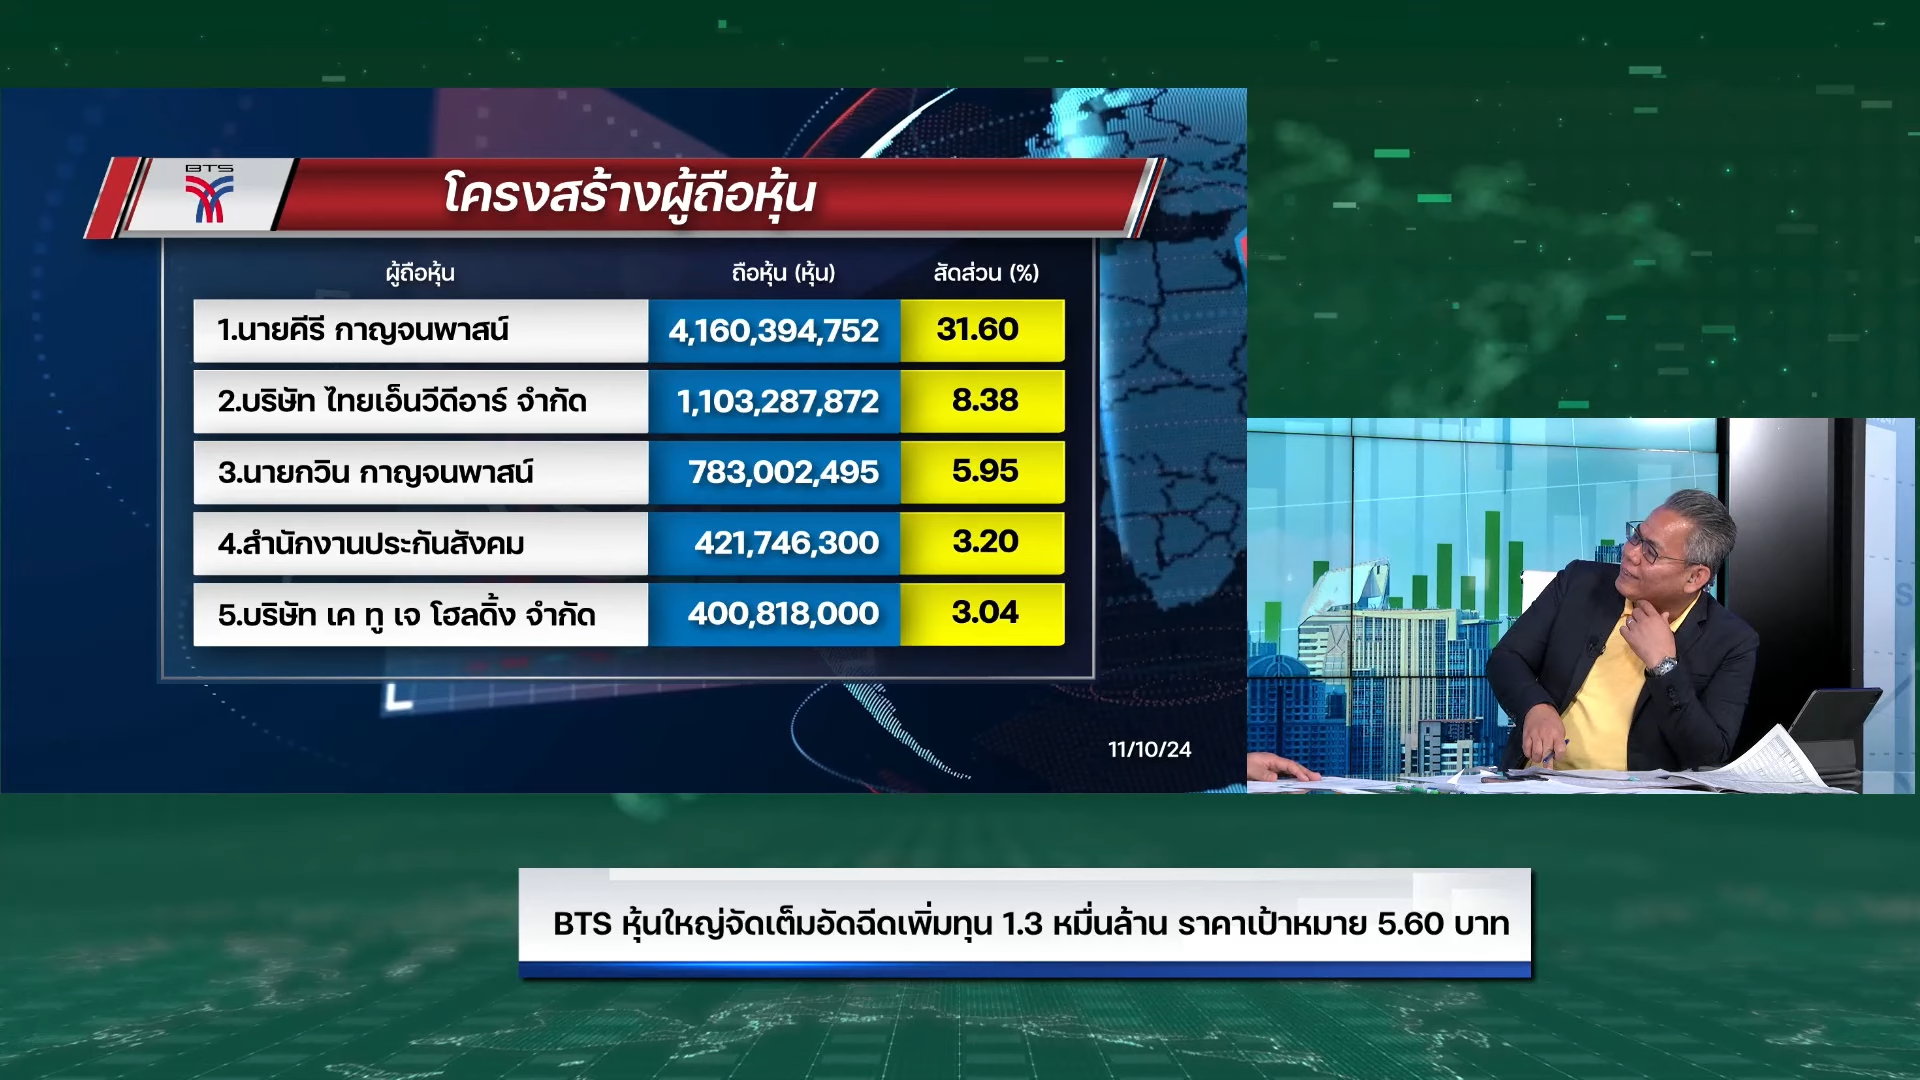 BTS
โครงสร้างผู้ถือหุ้น
ผู้ถือหุ้น ถือหุ้น (หุ้น) สัดส่วน (%)
1.นายคีรี กาญจนพาสน์ 4,160,394,752 31.60
2.บริษัท ไทยเอ็นวีดีอาร์ จำกัด 1,103,287,872 8.38
3.นายกวิน กาญจนพาสน์ 783,002,495 5.95
4.สำนักงานประกันสังคม 421,746,300 3.20
5.บริษัท เค ทู เจ โฮลดิ้ง จำกัด 400,818,000 3.04
11/10/24
BTS หุ้นใหญ่จัดเต็มอัดฉีดเพิ่มทุน 1.3 หมื่นล้าน ราคาเป้าหมาย 5.60 บาท